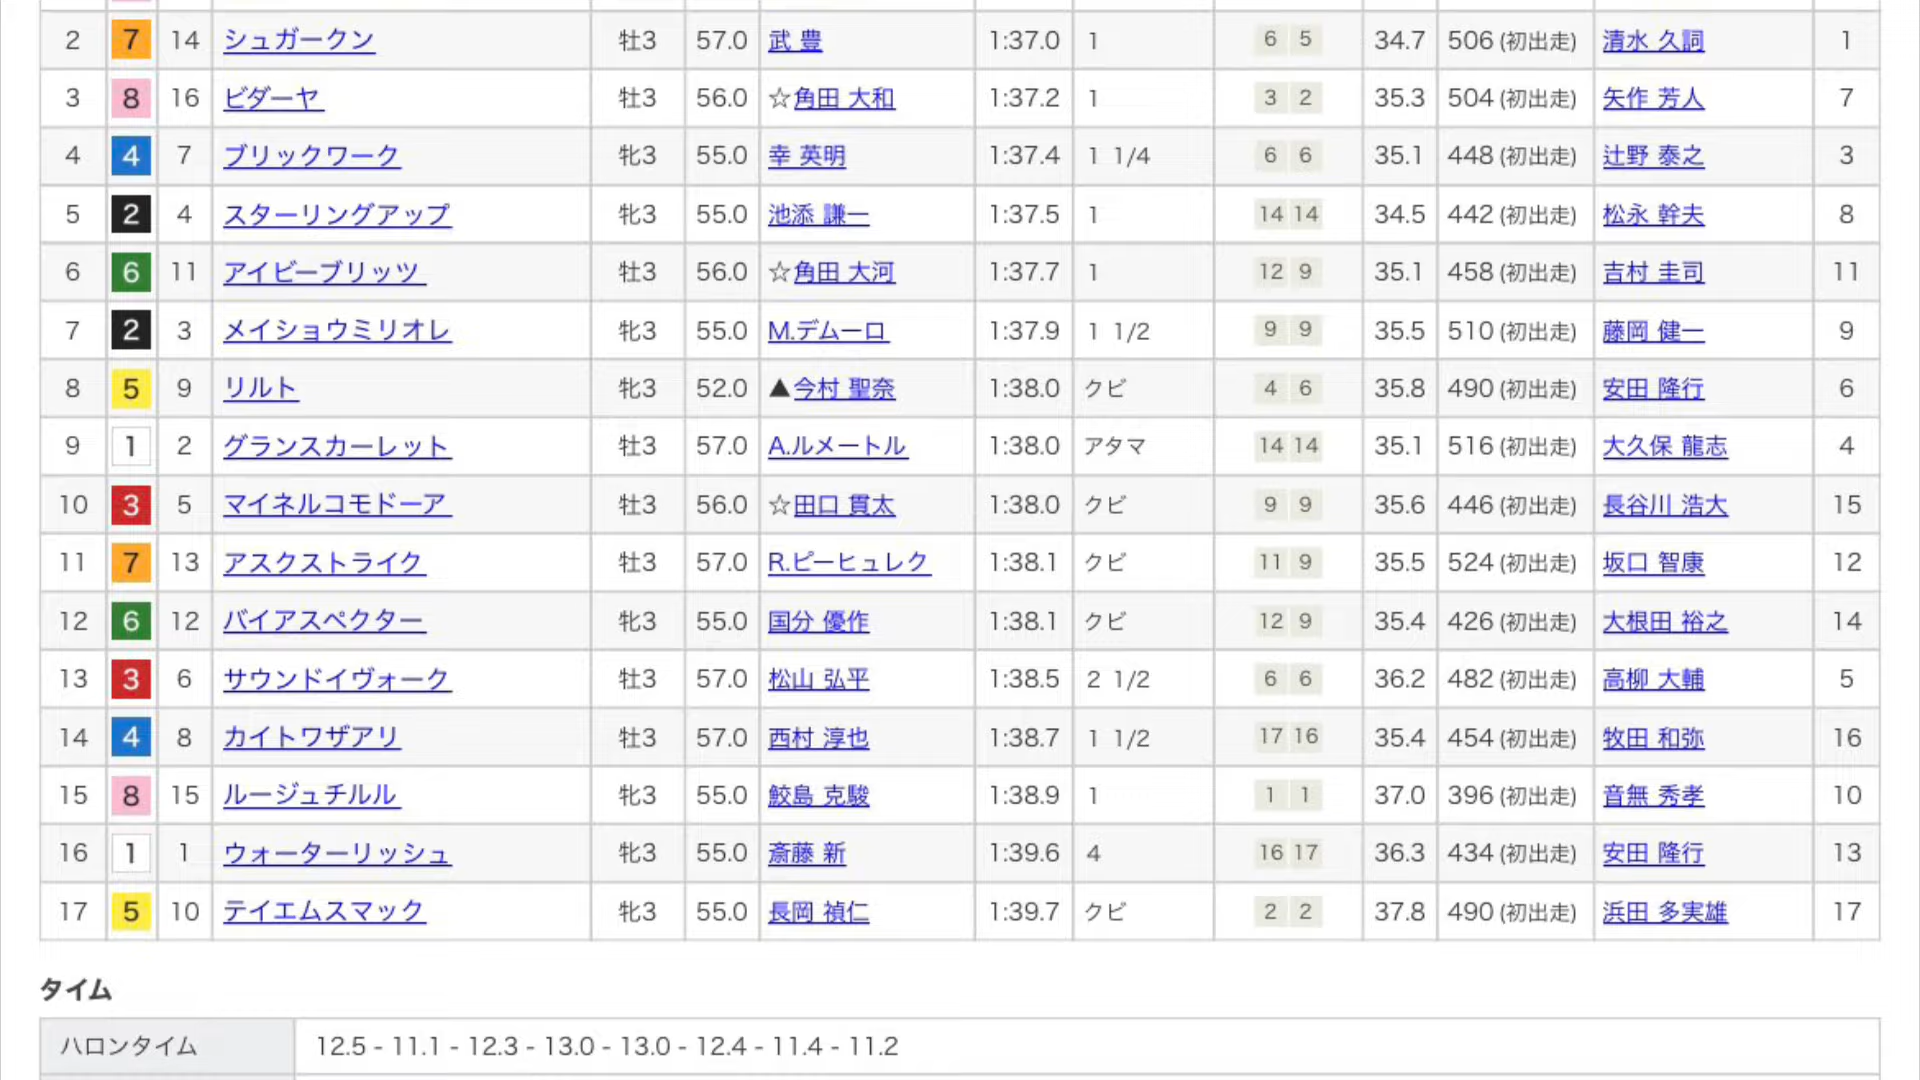 2 7 14 シュガークン 牡3 57.0 武 豊 1:37.0 1 6 5 34.7 506 (初出走) 清水 久詞 1
3 8 16 ビダーヤ 牡3 56.0 ☆角田 大和 1:37.2 1 3 2 35.3 504 (初出走) 矢作 芳人 7
4 4 7 ブリックワーク 牝3 55.0 幸 英明 1:37.4 1 1/4 6 6 35.1 448 (初出走) 辻野 泰之 3
5 2 4 スターリングアップ 牝3 55.0 池添 謙一 1:37.5 1 14 14 34.5 442 (初出走) 松永 幹夫 8
6 6 11 アイビーブリッツ 牡3 56.0 ☆角田 大河 1:37.7 1 12 9 35.1 458 (初出走) 吉村 圭司 11
7 2 3 メイショウミリオレ 牝3 55.0 M.デムーロ 1:37.9 1 1/2 9 9 35.5 510 (初出走) 藤岡 健一 9
8 5 9 リルト 牝3 52.0 ▲今村 聖奈 1:38.0 クビ 4 6 35.8 490 (初出走) 安田 隆行 6
9 1 2 グランスカーレット 牡3 57.0 A.ルメートル 1:38.0 アタマ 14 14 35.1 516 (初出走) 大久保 龍志 4
10 3 5 マイネルコモドーア 牡3 56.0 ☆田口 貫太 1:38.0 クビ 9 9 35.6 446 (初出走) 長谷川 浩大 15
11 7 13 アスクストライク 牡3 57.0 R.ピーヒュレク 1:38.1 クビ 11 9 35.5 524 (初出走) 坂口 智康 12
12 6 12 バイアスペクター 牝3 55.0 国分 優作 1:38.1 クビ 12 9 35.4 426 (初出走) 大根田 裕之 14
13 3 6 サウンドイヴォーク 牡3 57.0 松山 弘平 1:38.5 2 1/2 6 6 36.2 482 (初出走) 高柳 大輔 5
14 4 8 カイトワザアリ 牡3 57.0 西村 淳也 1:38.7 1 1/2 17 16 35.4 454 (初出走) 牧田 和弥 16
15 8 15 ルージュチルル 牝3 55.0 鮫島 克駿 1:38.9 1 1 1 37.0 396 (初出走) 音無 秀孝 10
16 1 1 ウォーターリッシュ 牝3 55.0 斎藤 新 1:39.6 4 16 17 36.3 434 (初出走) 安田 隆行 13
17 5 10 テイエムスマック 牝3 55.0 長岡 禎仁 1:39.7 クビ 2 2 37.8 490 (初出走) 浜田 多実雄 17
タイム
ハロンタイム 12.5 - 11.1 - 12.3 - 13.0 - 13.0 - 12.4 - 11.4 - 11.2